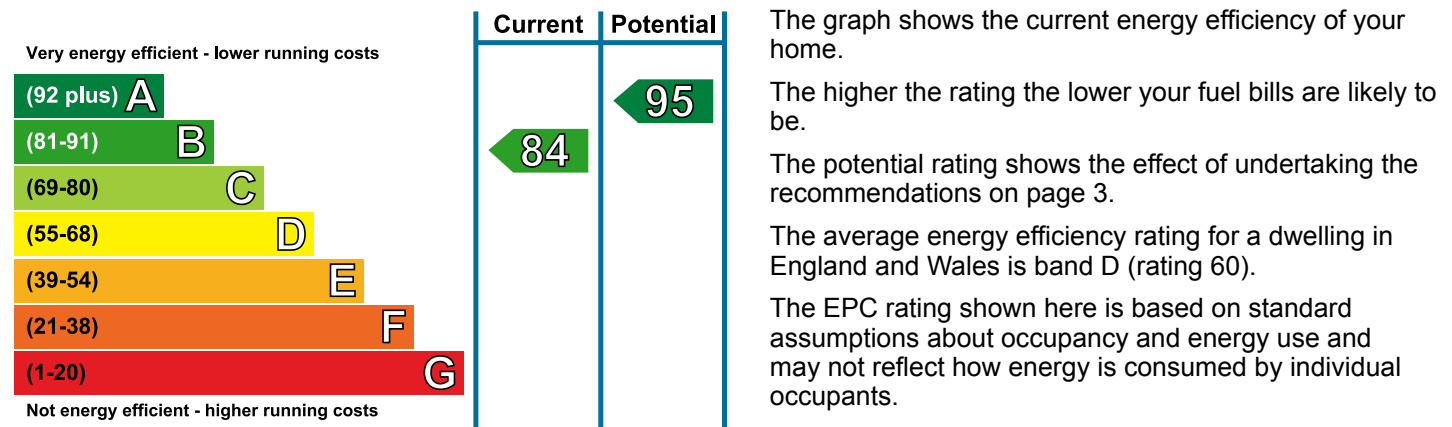 Current Potential
Very energy efficient - lower running costs
(92 plus) A
95
(81-91) B
84
(69-80) C
(55-68) D
(39-54) E
(21-38) F
(1-20) G
Not energy efficient - higher running costs
The graph shows the current energy efficiency of your
home.
The higher the rating the lower your fuel bills are likely to
be.
The potential rating shows the effect of undertaking the
recommendations on page 3.
The average energy efficiency rating for a dwelling in
England and Wales is band D (rating 60).
The EPC rating shown here is based on standard
assumptions about occupancy and energy use and
may not reflect how energy is consumed by individual
occupants.